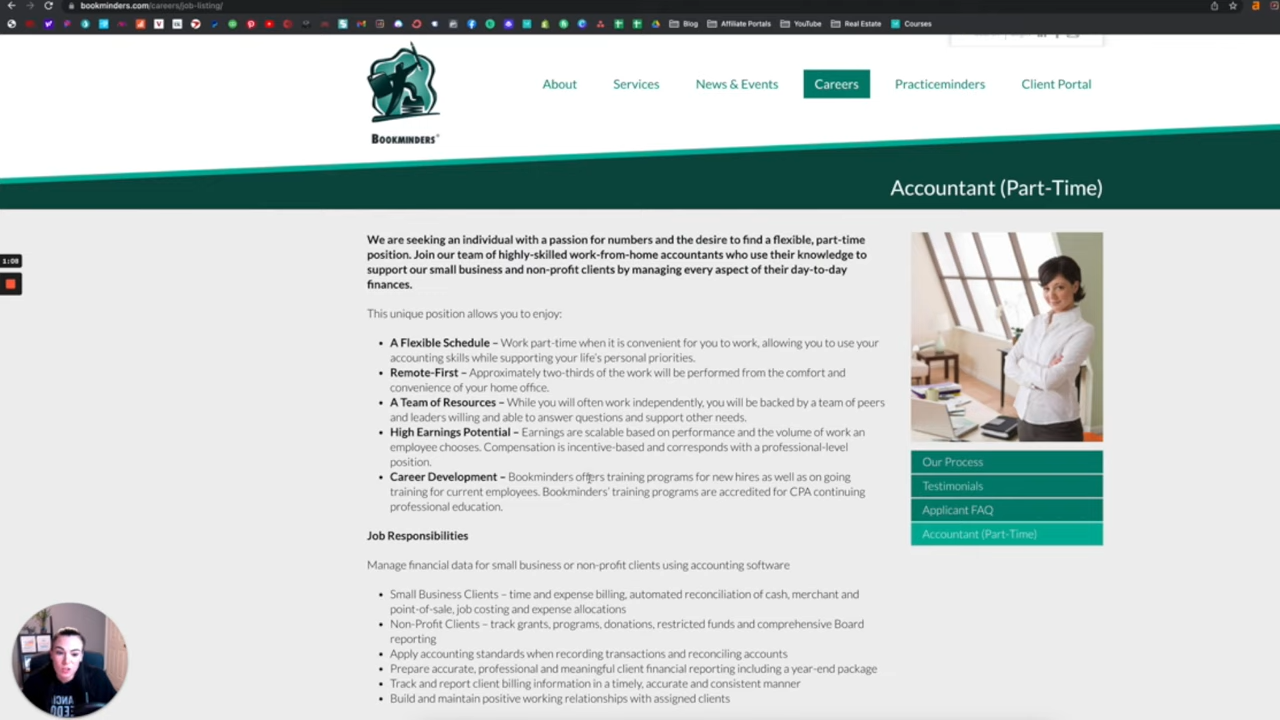 bookminders.com/careers/job-listing/
Blog
Affiliate Portals
YouTube
Real Estate
Courses
BOOKMINDERS®
About
Services
News & Events
Careers
Practiceminders
Client Portal
Accountant (Part-Time)
We are seeking an individual with a passion for numbers and the desire to find a flexible, part-time
position. Join our team of highly-skilled work-from-home accountants who use their knowledge to
support our small business and non-profit clients by managing every aspect of their day-to-day
finances.
This unique position allows you to enjoy:
• A Flexible Schedule – Work part-time when it is convenient for you to work, allowing you to use your
accounting skills while supporting your life's personal priorities.
• Remote-First – Approximately two-thirds of the work will be performed from the comfort and
convenience of your home office.
• A Team of Resources – While you will often work independently, you will be backed by a team of peers
and leaders willing and able to answer questions and support other needs.
• High Earnings Potential – Earnings are scalable based on performance and the volume of work an
employee chooses. Compensation is incentive-based and corresponds with a professional-level
position.
• Career Development – Bookminders offers training programs for new hires as well as on going
training for current employees. Bookminders' training programs are accredited for CPA continuing
professional education.
Our Process
Testimonials
Applicant FAQ
Accountant (Part-Time)
Job Responsibilities
Manage financial data for small business or non-profit clients using accounting software
• Small Business Clients – time and expense billing, automated reconciliation of cash, merchant and
point-of-sale, job costing and expense allocations
• Non-Profit Clients – track grants, programs, donations, restricted funds and comprehensive Board
reporting
• Apply accounting standards when recording transactions and reconciling accounts
• Prepare accurate, professional and meaningful client financial reporting including a year-end package
• Track and report client billing information in a timely, accurate and consistent manner
• Build and maintain positive working relationships with assigned clients
1:08